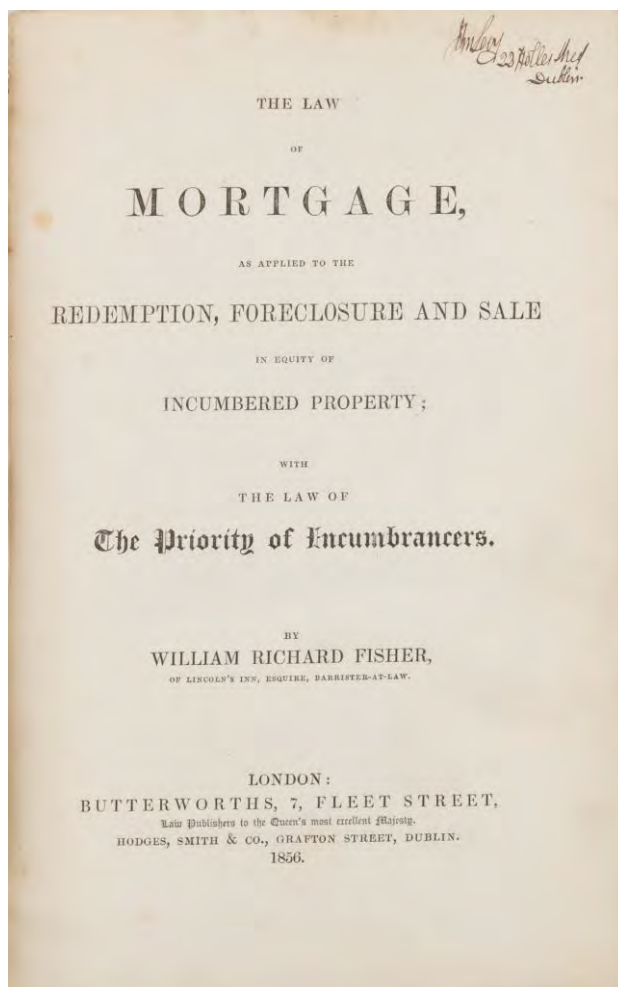 23 Holles
Dublin
THE LAW
OF
MORTGAGE,
AS APPLIED TO THE
REDEMPTION, FORECLOSURE AND SALE
IN EQUITY OF
INCUMBERED PROPERTY;
WITH
THE LAW OF
The Priority of Incumbrancers.
BY
WILLIAM RICHARD FISHER,
OF LINCOLN'S INN, ESQUIRE, BARRISTER-AT-LAW.
LONDON:
BUTTERWORTHS, 7, FLEET STREET,
Law Publishers to the Queen's most excellent Majesty.
HODGES, SMITH & CO., GRAFTON STREET, DUBLIN.
1856.